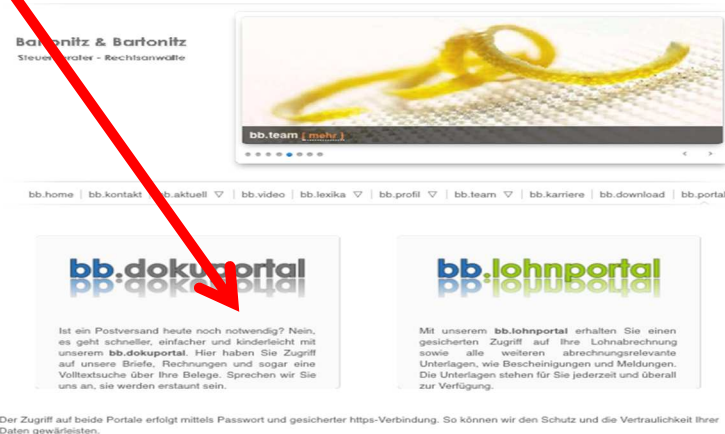 Bartonitz & Bartonitz
Steuerberater - Rechtsanwälte
bb.team [ mehr ]
bb.home | bb.kontakt | bb.aktuell ▽ | bb.video | bb.lexika ▽ | bb.profil ▽ | bb.team ▽ | bb.karriere | bb.download | bb.portal
bb.dokuportal
Ist ein Postversand heute noch notwendig? Nein,
es geht schneller, einfacher und kinderleicht mit
unserem bb.dokuportal. Hier haben Sie Zugriff
auf unsere Briefe, Rechnungen und sogar eine
Volltextsuche über Ihre Belege. Sprechen wir Sie
uns an, sie werden erstaunt sein.
bb.lohnportal
Mit unserem bb.lohnportal erhalten Sie einen
gesicherten Zugriff auf Ihre Lohnabrechnung
sowie alle weiteren abrechnungsrelevante
Unterlagen, wie Bescheinigungen und Meldungen.
Die Unterlagen stehen für Sie jederzeit und überall
zur Verfügung.
Der Zugriff auf beide Portale erfolgt mittels Passwort und gesicherter https-Verbindung. So können wir den Schutz und die Vertraulichkeit Ihrer
Daten gewärleisten.